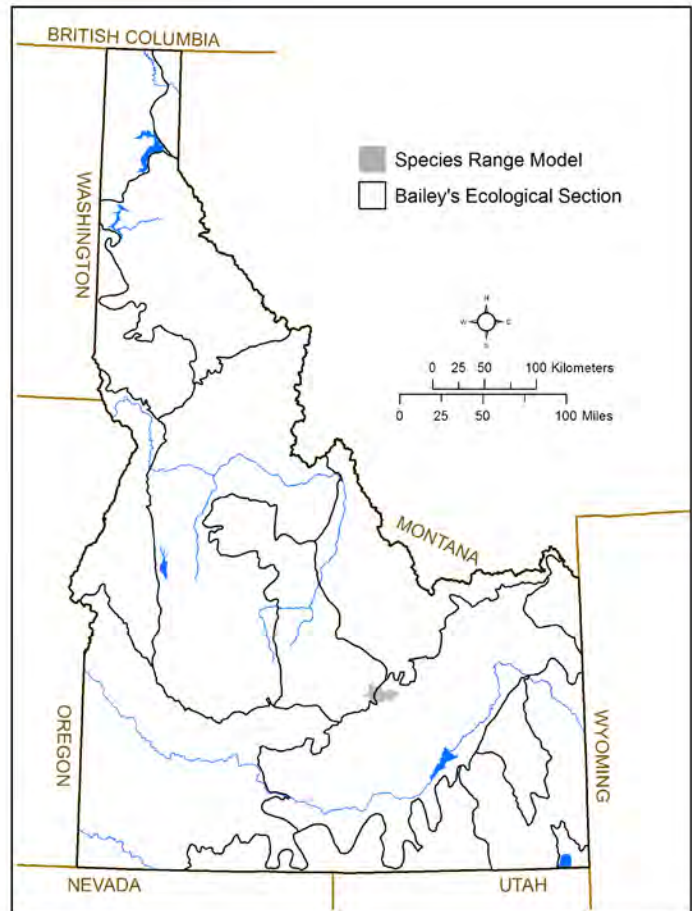 BRITISH COLUMBIA
WASHINGTON
Species Range Model
Bailey's Ecological Section
N
W E
S
0 25 50 100 Kilometers
0 25 50 100 Miles
MONTANA
OREGON
WYOMING
NEVADA
UTAH